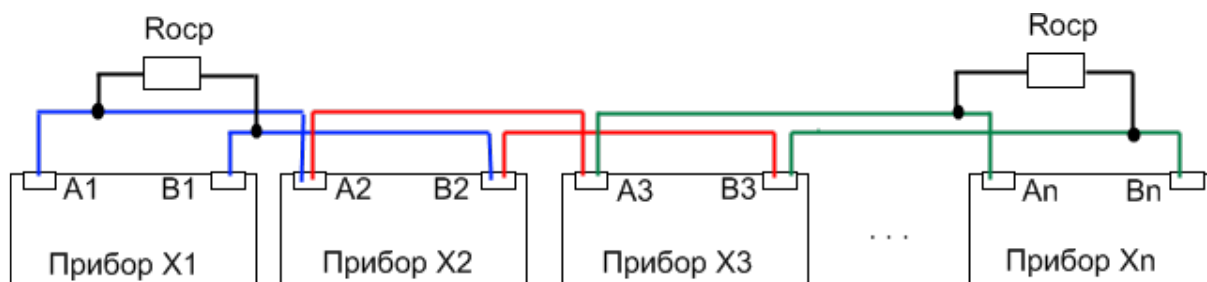 Rоср
Rоср
A1
B1
A2
B2
A3
B3
An
Bn
Прибор X1
Прибор X2
Прибор X3
. . .
Прибор Xn